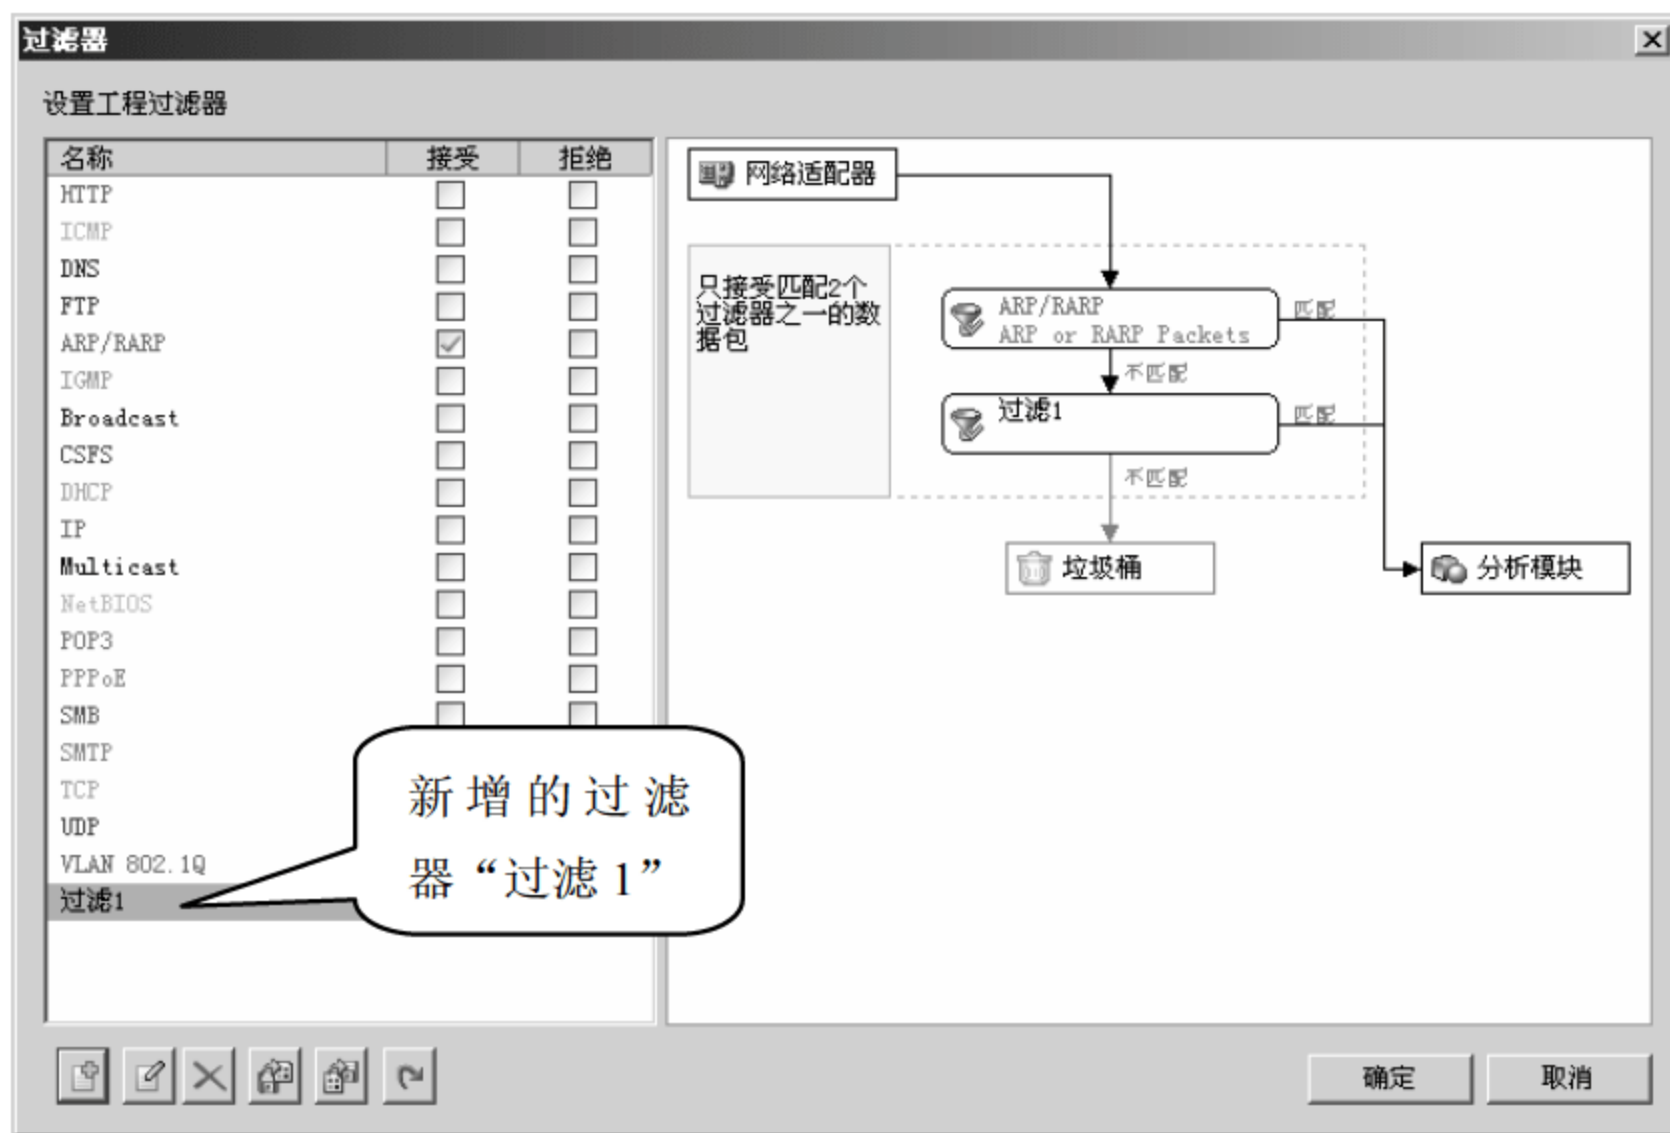 过滤器
设置工程过滤器
名称 接受 拒绝
HTTP
ICMP
DNS
FTP
ARP/RARP
IGMP
Broadcast
CSFS
DHCP
IP
Multicast
NetBIOS
POP3
PPPoE
SMB
SMTP
TCP
UDP
VLAN 802.1Q
过滤1
新增的过滤
器“过滤1”
网络适配器
只接受匹配2个
过滤器之一的数
据包
ARP/RARP
ARP or RARP Packets
匹配
不匹配
过滤1
匹配
不匹配
垃圾桶
分析模块
确定
取消